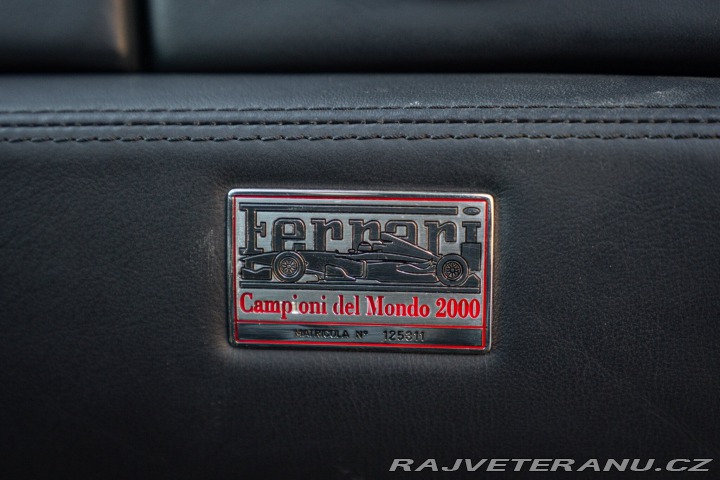 Ferrari
Campioni del Mondo 2000
MATRICOLA N° 125311
RAJVETERANU.CZ